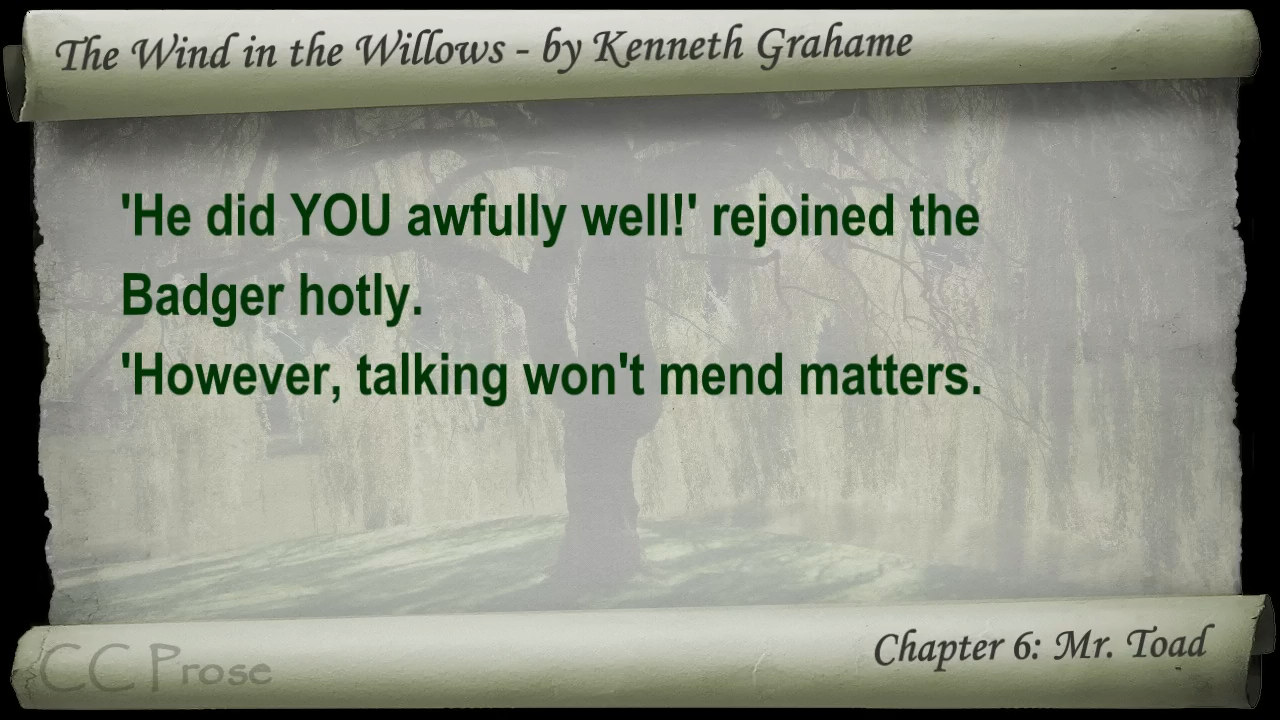 The Wind in the Willows - by Kenneth Grahame
'He did YOU awfully well!' rejoined the
Badger hotly.
'However, talking won't mend matters.
Chapter 6: Mr. Toad
CC Prose